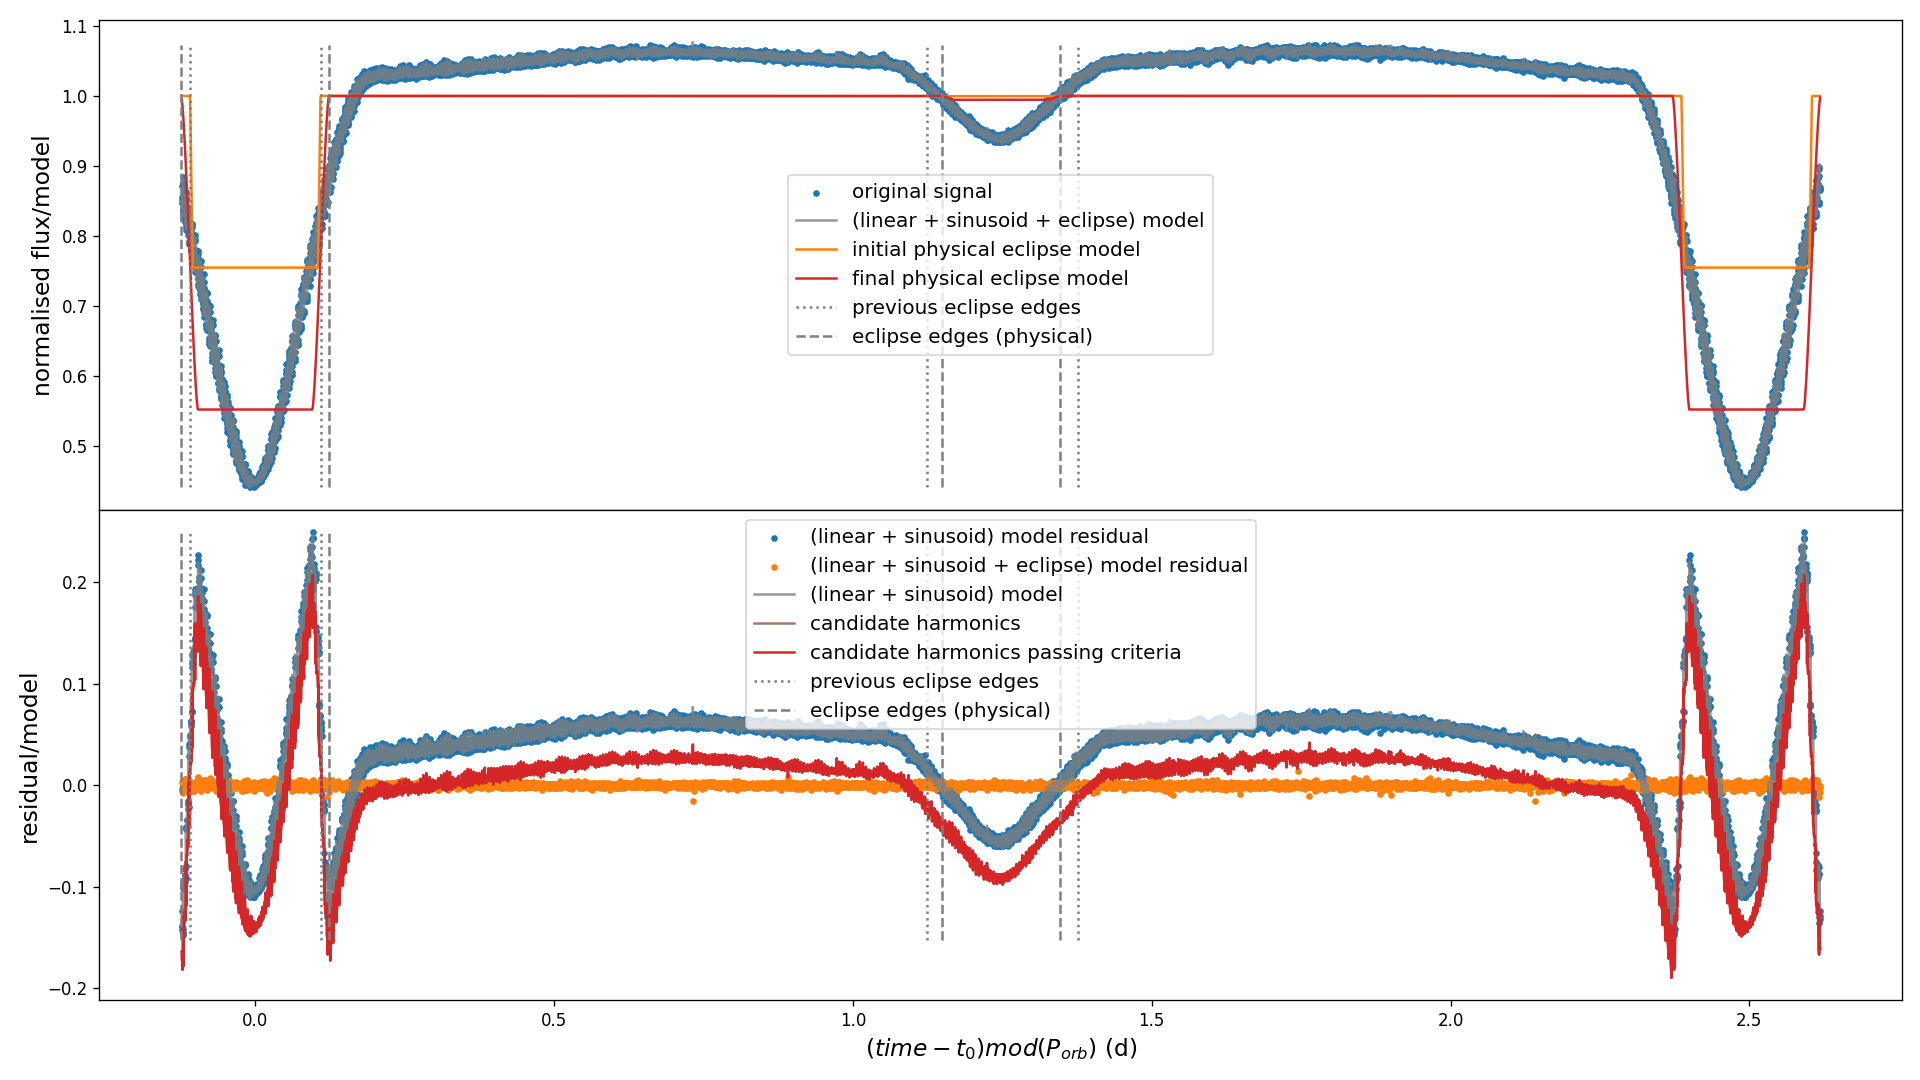 1.1
1.0
0.9
0.8
0.7
0.6
0.5
normalised flux/model
original signal
(linear + sinusoid + eclipse) model
initial physical eclipse model
final physical eclipse model
previous eclipse edges
eclipse edges (physical)
0.2
0.1
0.0
−0.1
−0.2
residual/model
(linear + sinusoid) model residual
(linear + sinusoid + eclipse) model residual
(linear + sinusoid) model
candidate harmonics
candidate harmonics passing criteria
previous eclipse edges
eclipse edges (physical)
0.0 0.5 1.0 1.5 2.0 2.5
(time − t₀)mod(P_orb) (d)